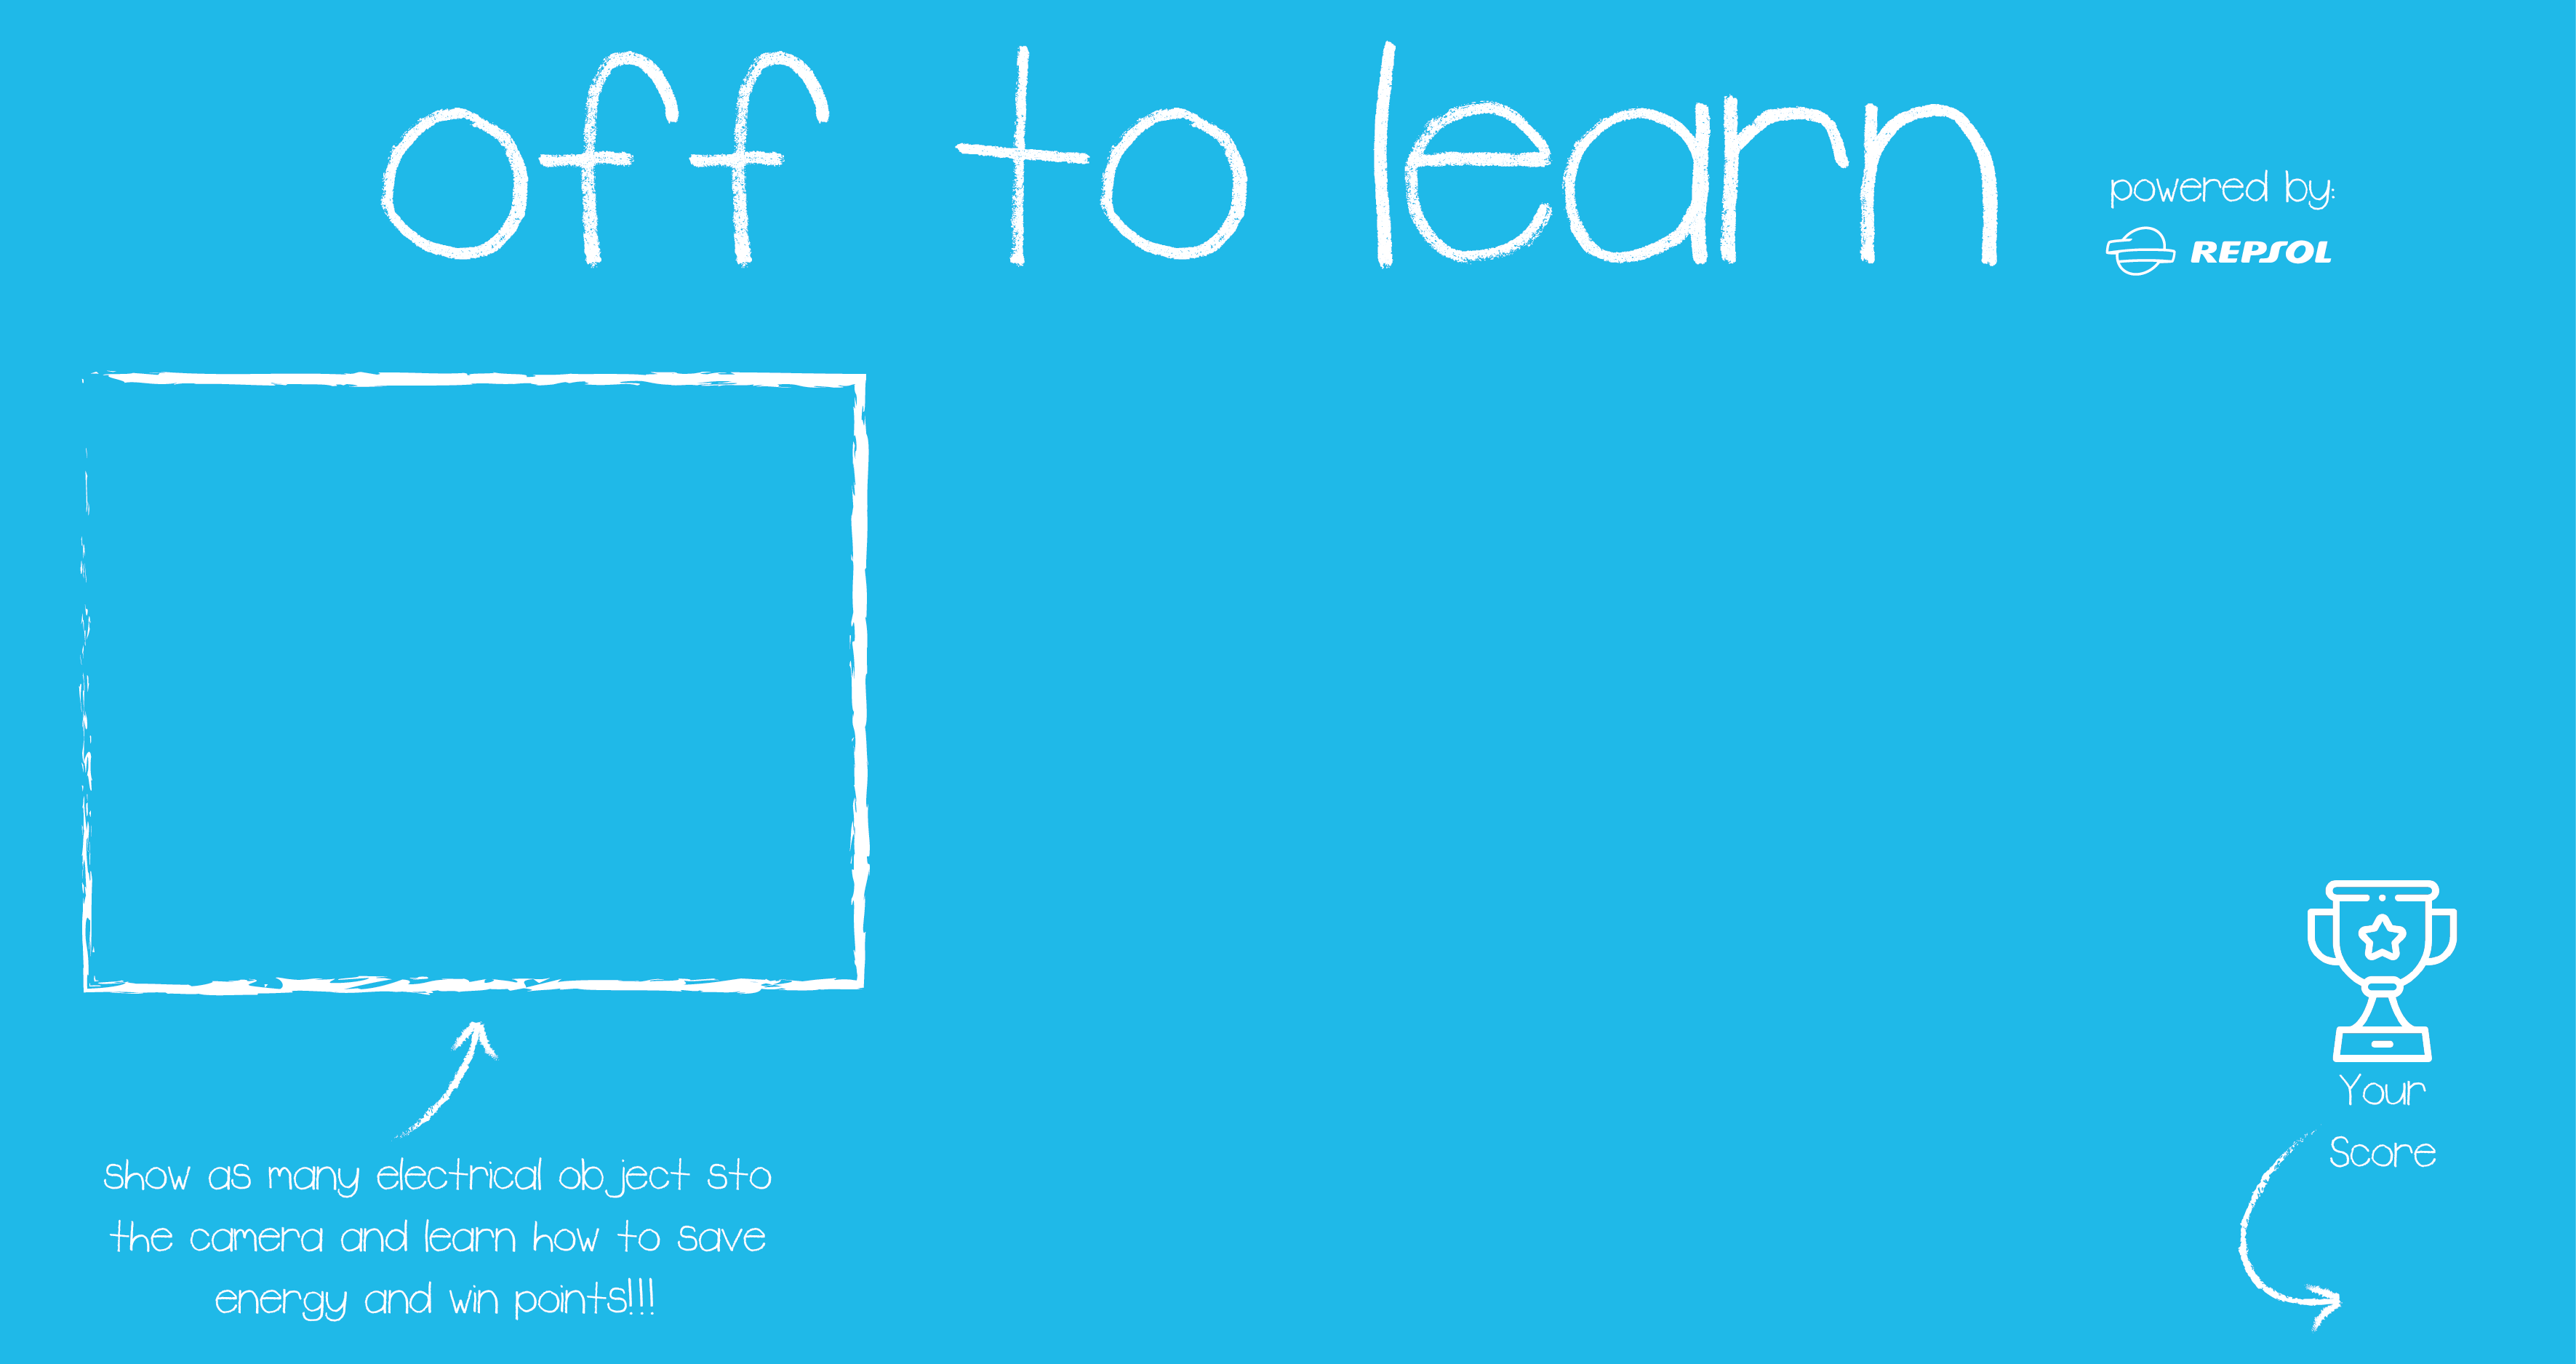 off to learn
powered by:
REPSOL
show as many electrical object sto
the camera and learn how to save
energy and win points!!!
Your
Score